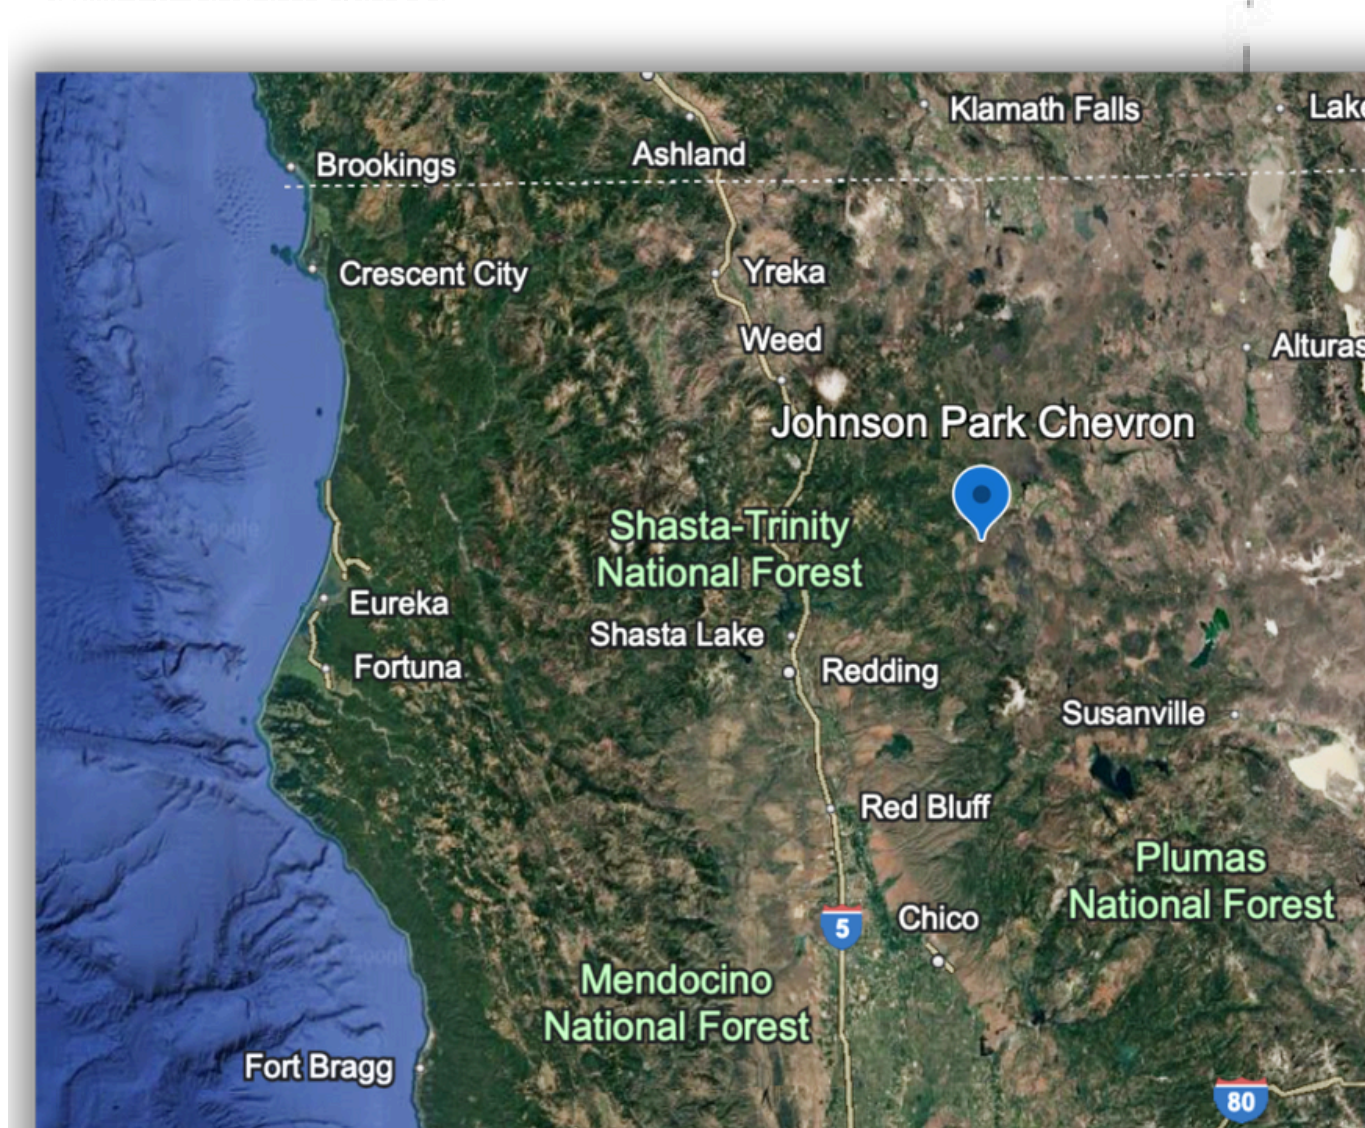 Klamath Falls
Lake
Ashland
Brookings
Crescent City
Yreka
Weed
Alturas
Johnson Park Chevron
Shasta-Trinity
National Forest
Eureka
Shasta Lake
Fortuna
Redding
Susanville
Red Bluff
Plumas
National Forest
5
Chico
Mendocino
National Forest
Fort Bragg
80